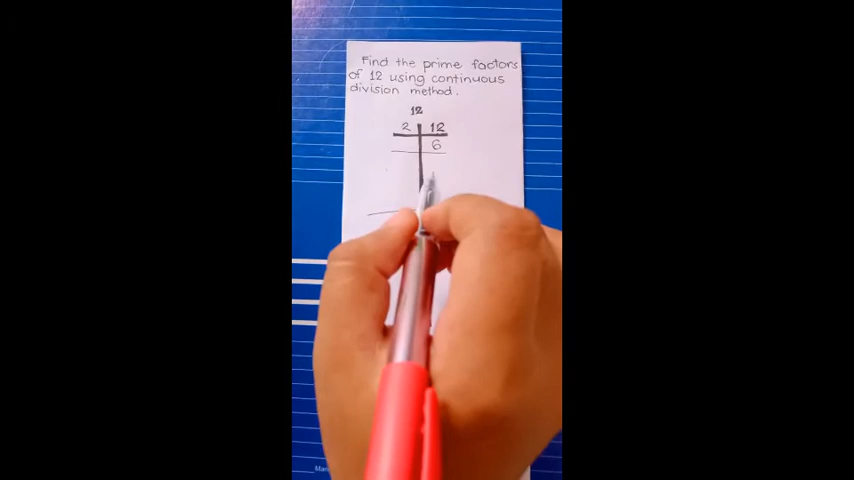 Find the prime factors
of 12 using continuous
division method.
12
2 12
6